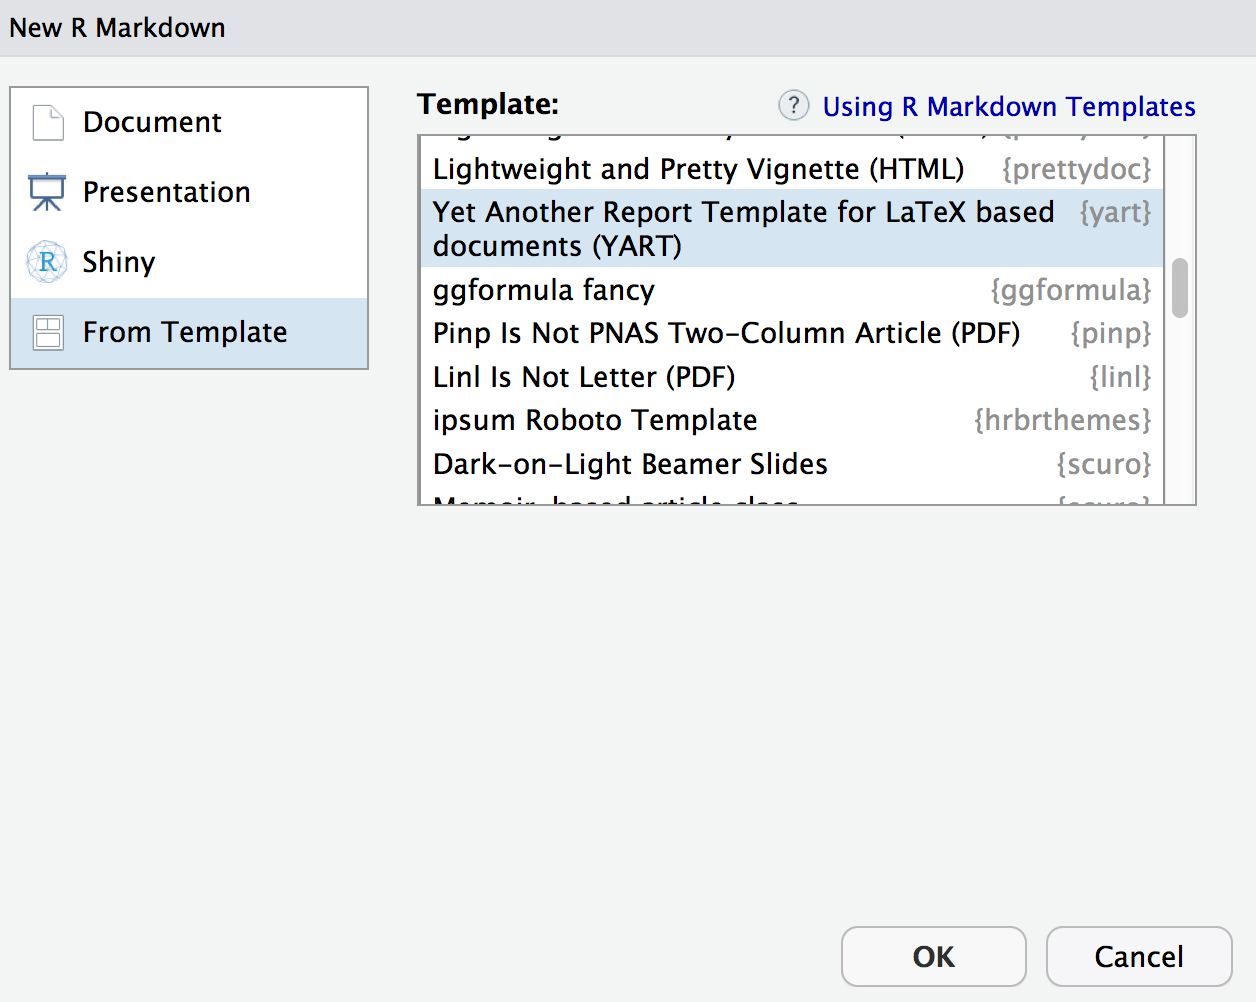 New R Markdown
Document
Presentation
Shiny
From Template
Template:
? Using R Markdown Templates
Lightweight and Pretty Vignette (HTML) {prettydoc}
Yet Another Report Template for LaTeX based {yart}
documents (YART)
ggformula fancy {ggformula}
Pinp Is Not PNAS Two-Column Article (PDF) {pinp}
Linl Is Not Letter (PDF) {linl}
ipsum Roboto Template {hrbrthemes}
Dark-on-Light Beamer Slides {scuro}
OK
Cancel